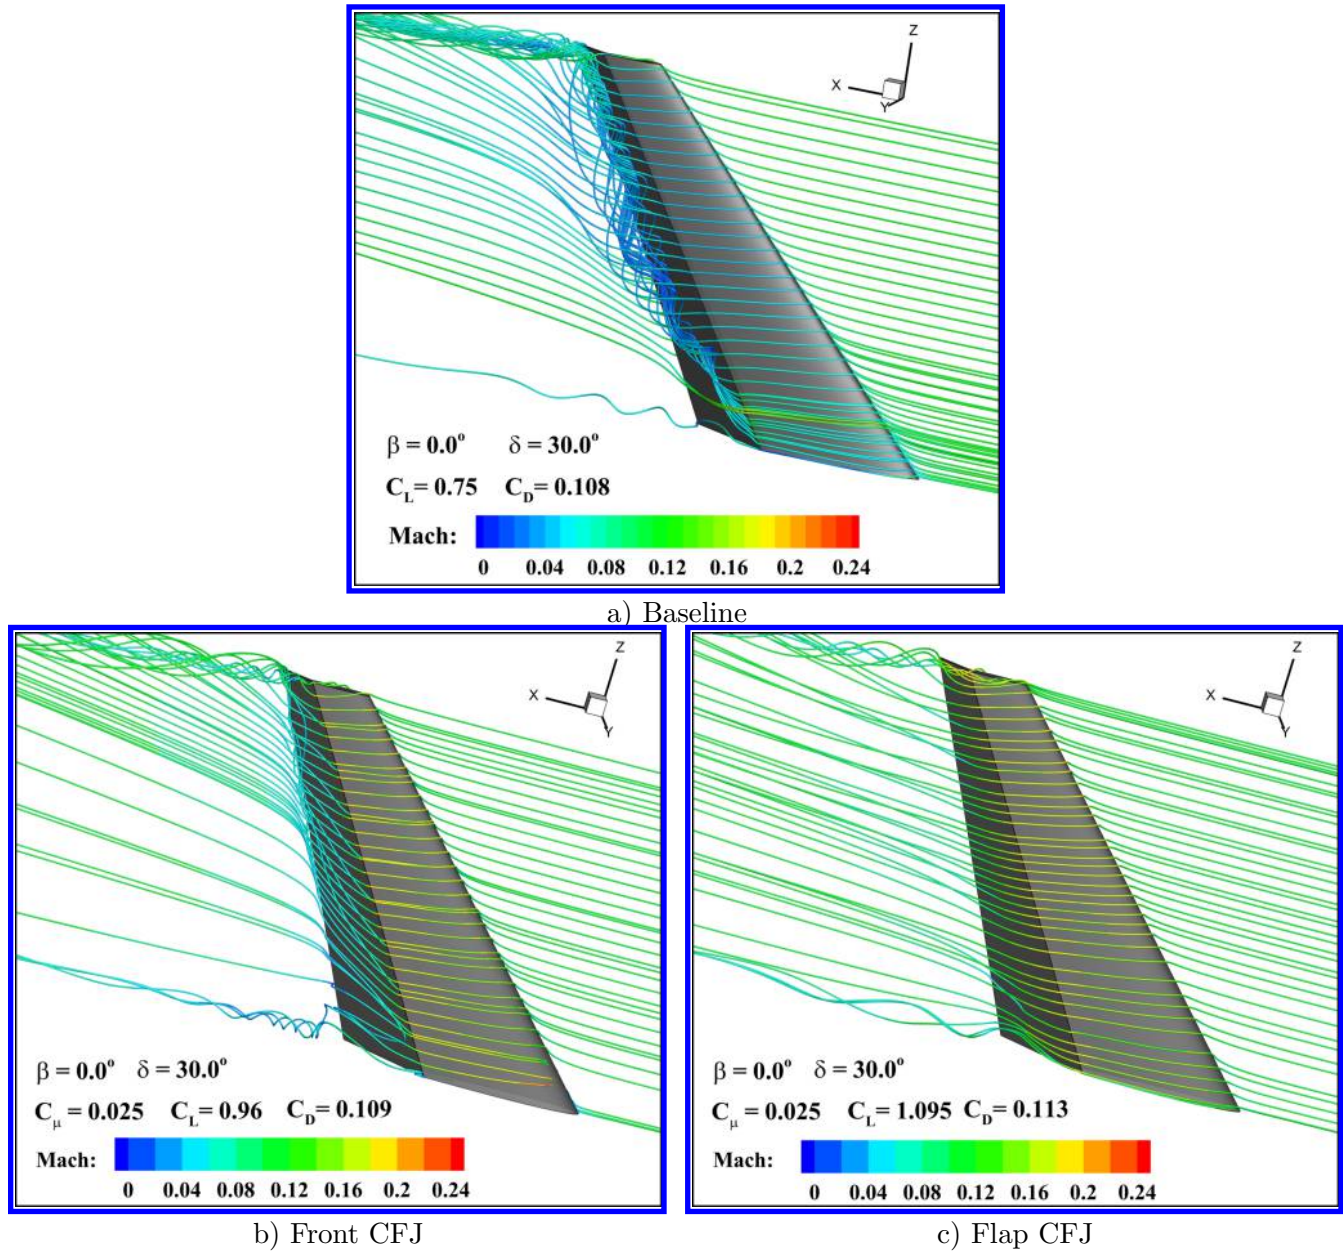 Z
X
Y
β = 0.0° δ = 30.0°
C_L = 0.75 C_D = 0.108
Mach:
0 0.04 0.08 0.12 0.16 0.2 0.24
a) Baseline
Z
X
Y
β = 0.0° δ = 30.0°
C_μ = 0.025 C_L = 0.96 C_D = 0.109
Mach:
0 0.04 0.08 0.12 0.16 0.2 0.24
b) Front CFJ
Z
X
Y
β = 0.0° δ = 30.0°
C_μ = 0.025 C_L = 1.095 C_D = 0.113
Mach:
0 0.04 0.08 0.12 0.16 0.2 0.24
c) Flap CFJ